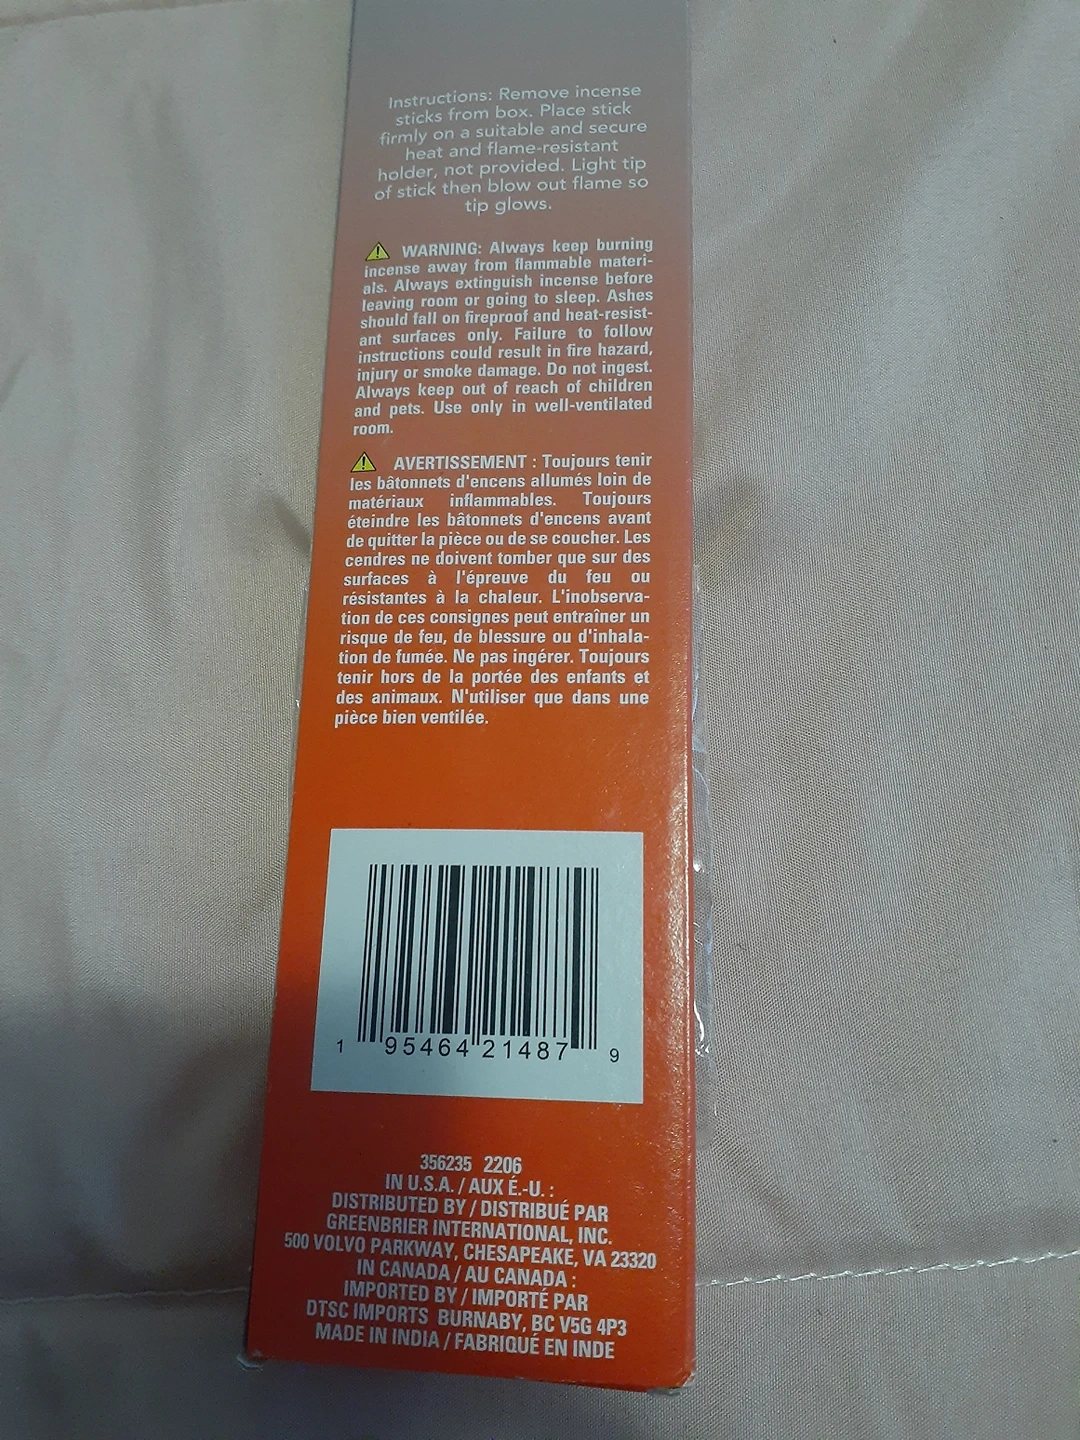 Instructions: Remove incense
sticks from box. Place stick
firmly on a suitable and secure
heat and flame-resistant
holder, not provided. Light tip
of stick then blow out flame so
tip glows.
WARNING: Always keep burning
incense away from flammable materi-
als. Always extinguish incense before
leaving room or going to sleep. Ashes
should fall on fireproof and heat-resist-
ant surfaces only. Failure to follow
instructions could result in fire hazard,
injury or smoke damage. Do not ingest.
Always keep out of reach of children
and pets. Use only in well-ventilated
room.
AVERTISSEMENT : Toujours tenir
les bâtonnets d'encens allumés loin de
matériaux inflammables. Toujours
éteindre les bâtonnets d'encens avant
de quitter la pièce ou de se coucher. Les
cendres ne doivent tomber que sur des
surfaces à l'épreuve du feu ou
résistantes à la chaleur. L'inobserva-
tion de ces consignes peut entraîner un
risque de feu, de blessure ou d'inhala-
tion de fumée. Ne pas ingérer. Toujours
tenir hors de la portée des enfants et
des animaux. N'utiliser que dans une
pièce bien ventilée.
1 95464 21487 9
356235 2206
IN U.S.A. / AUX É.-U. :
DISTRIBUTED BY / DISTRIBUÉ PAR
GREENBRIER INTERNATIONAL, INC.
500 VOLVO PARKWAY, CHESAPEAKE, VA 23320
IN CANADA / AU CANADA :
IMPORTED BY / IMPORTÉ PAR
DTSC IMPORTS BURNABY, BC V5G 4P3
MADE IN INDIA / FABRIQUÉ EN INDE